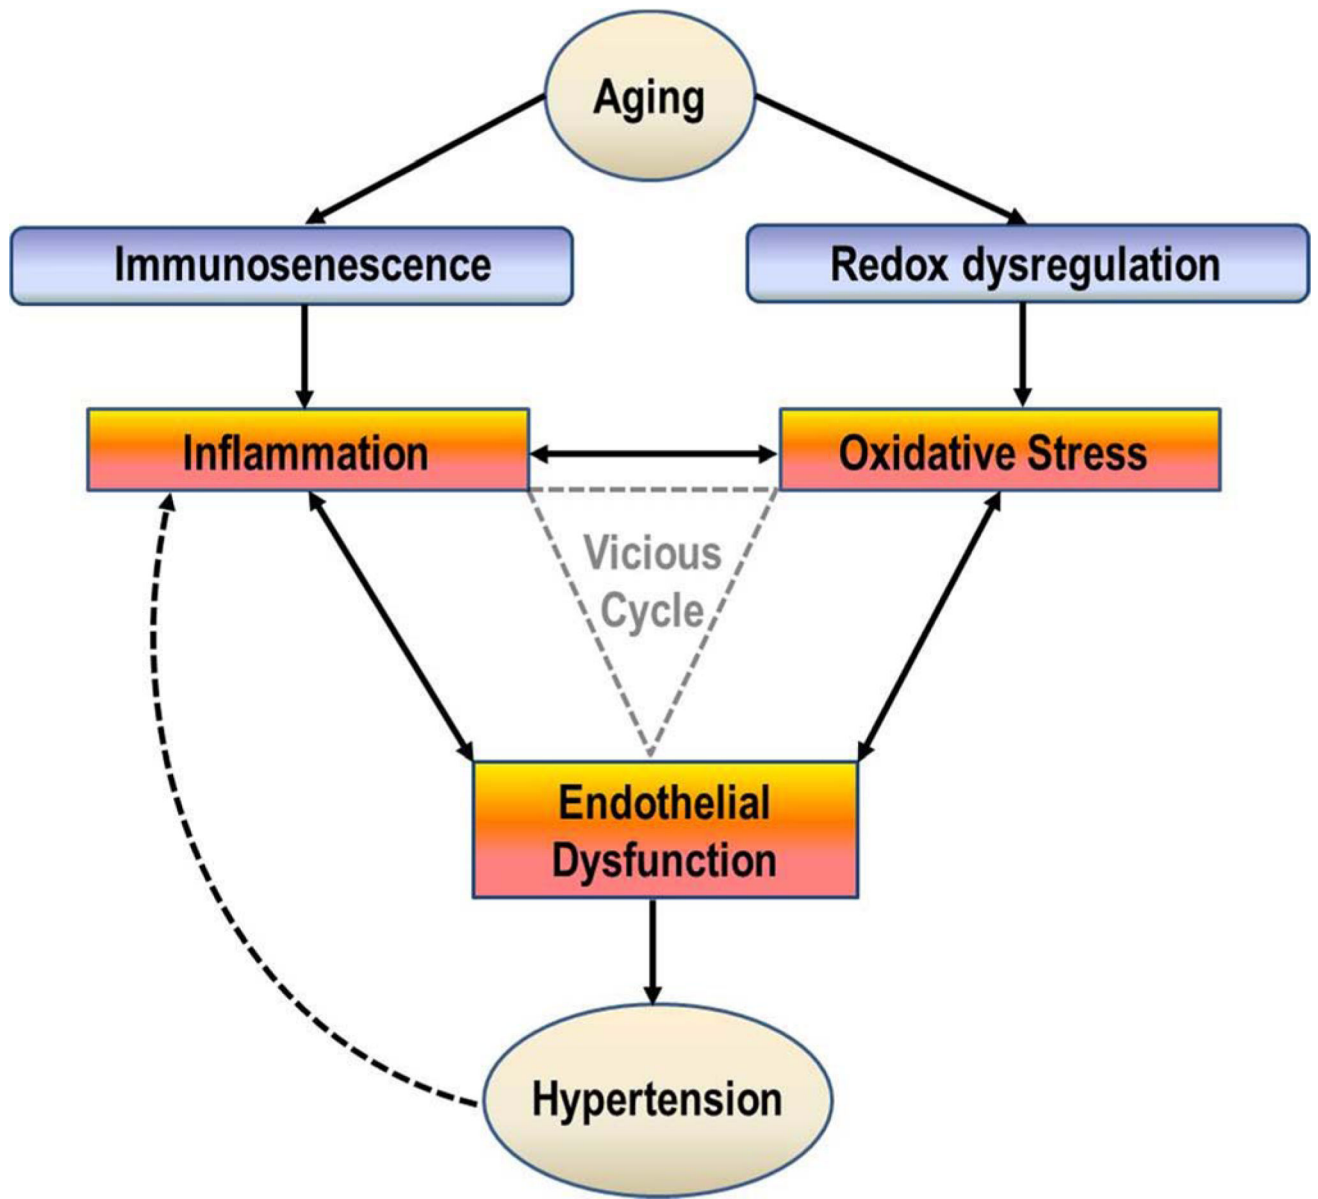 Aging
Immunosenescence
Redox dysregulation
Inflammation
Oxidative Stress
Vicious
Cycle
Endothelial
Dysfunction
Hypertension